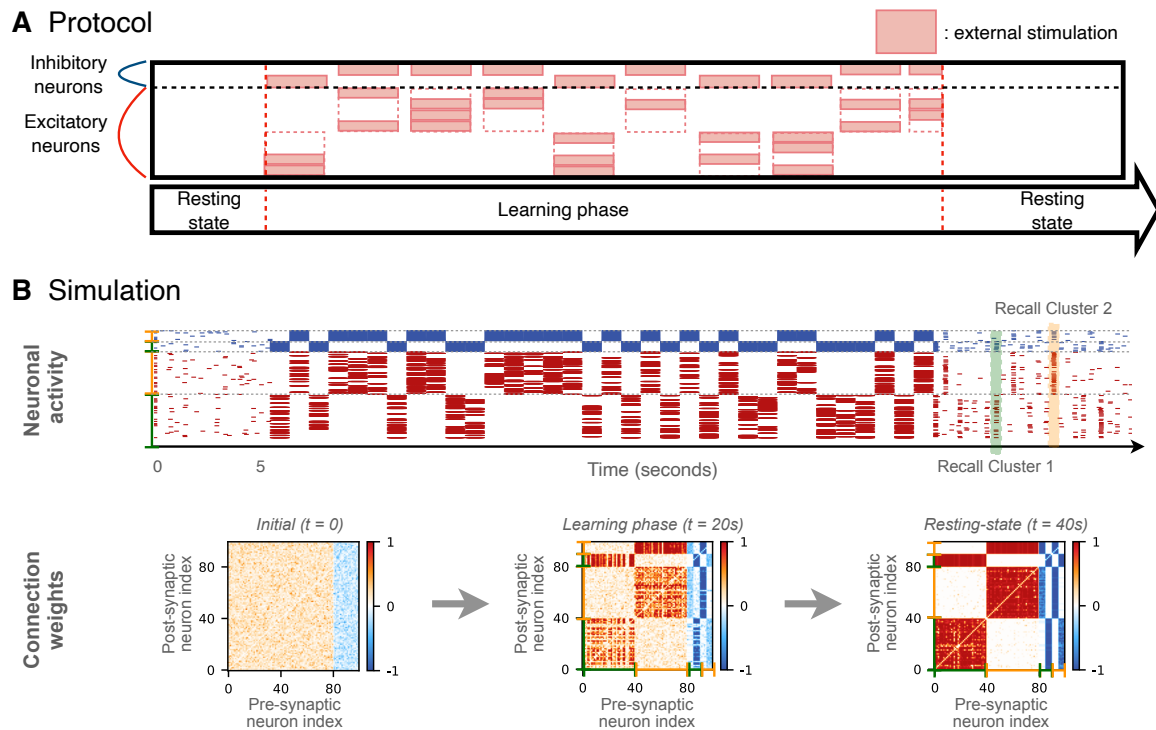 A Protocol
: external stimulation
Inhibitory
neurons
Excitatory
neurons
Resting
state
Learning phase
Resting
state
B Simulation
Recall Cluster 2
Neuronal
activity
0
5
Time (seconds)
Recall Cluster 1
Connection
weights
Initial (t = 0)
Post-synaptic
neuron index
80
40
0
0 40 80
Pre-synaptic
neuron index
1
0
-1
Learning phase (t = 20s)
Post-synaptic
neuron index
80
40
0
0 40 80
Pre-synaptic
neuron index
1
0
-1
Resting-state (t = 40s)
Post-synaptic
neuron index
80
40
0
0 40 80
Pre-synaptic
neuron index
1
0
-1